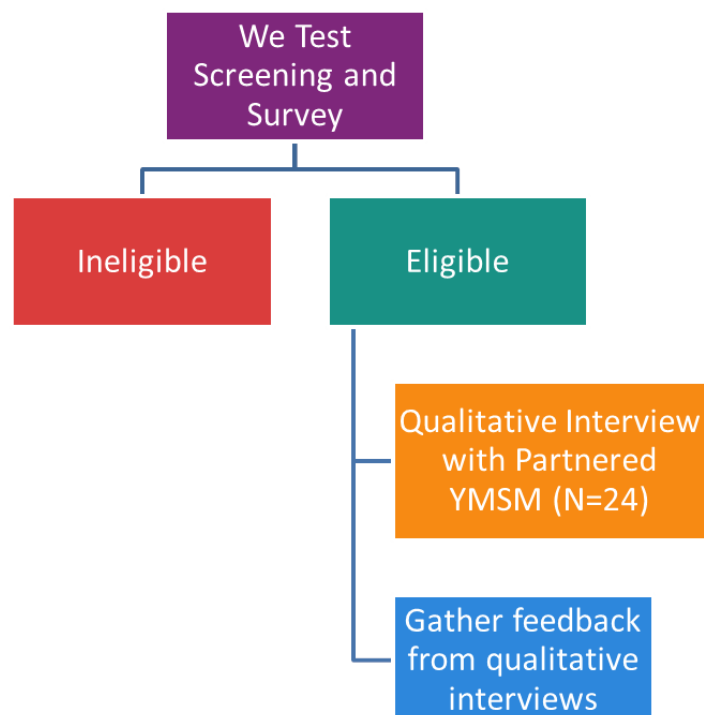 We Test
Screening and
Survey
Ineligible
Eligible
Qualitative Interview
with Partnered
YMSM (N=24)
Gather feedback
from qualitative
interviews